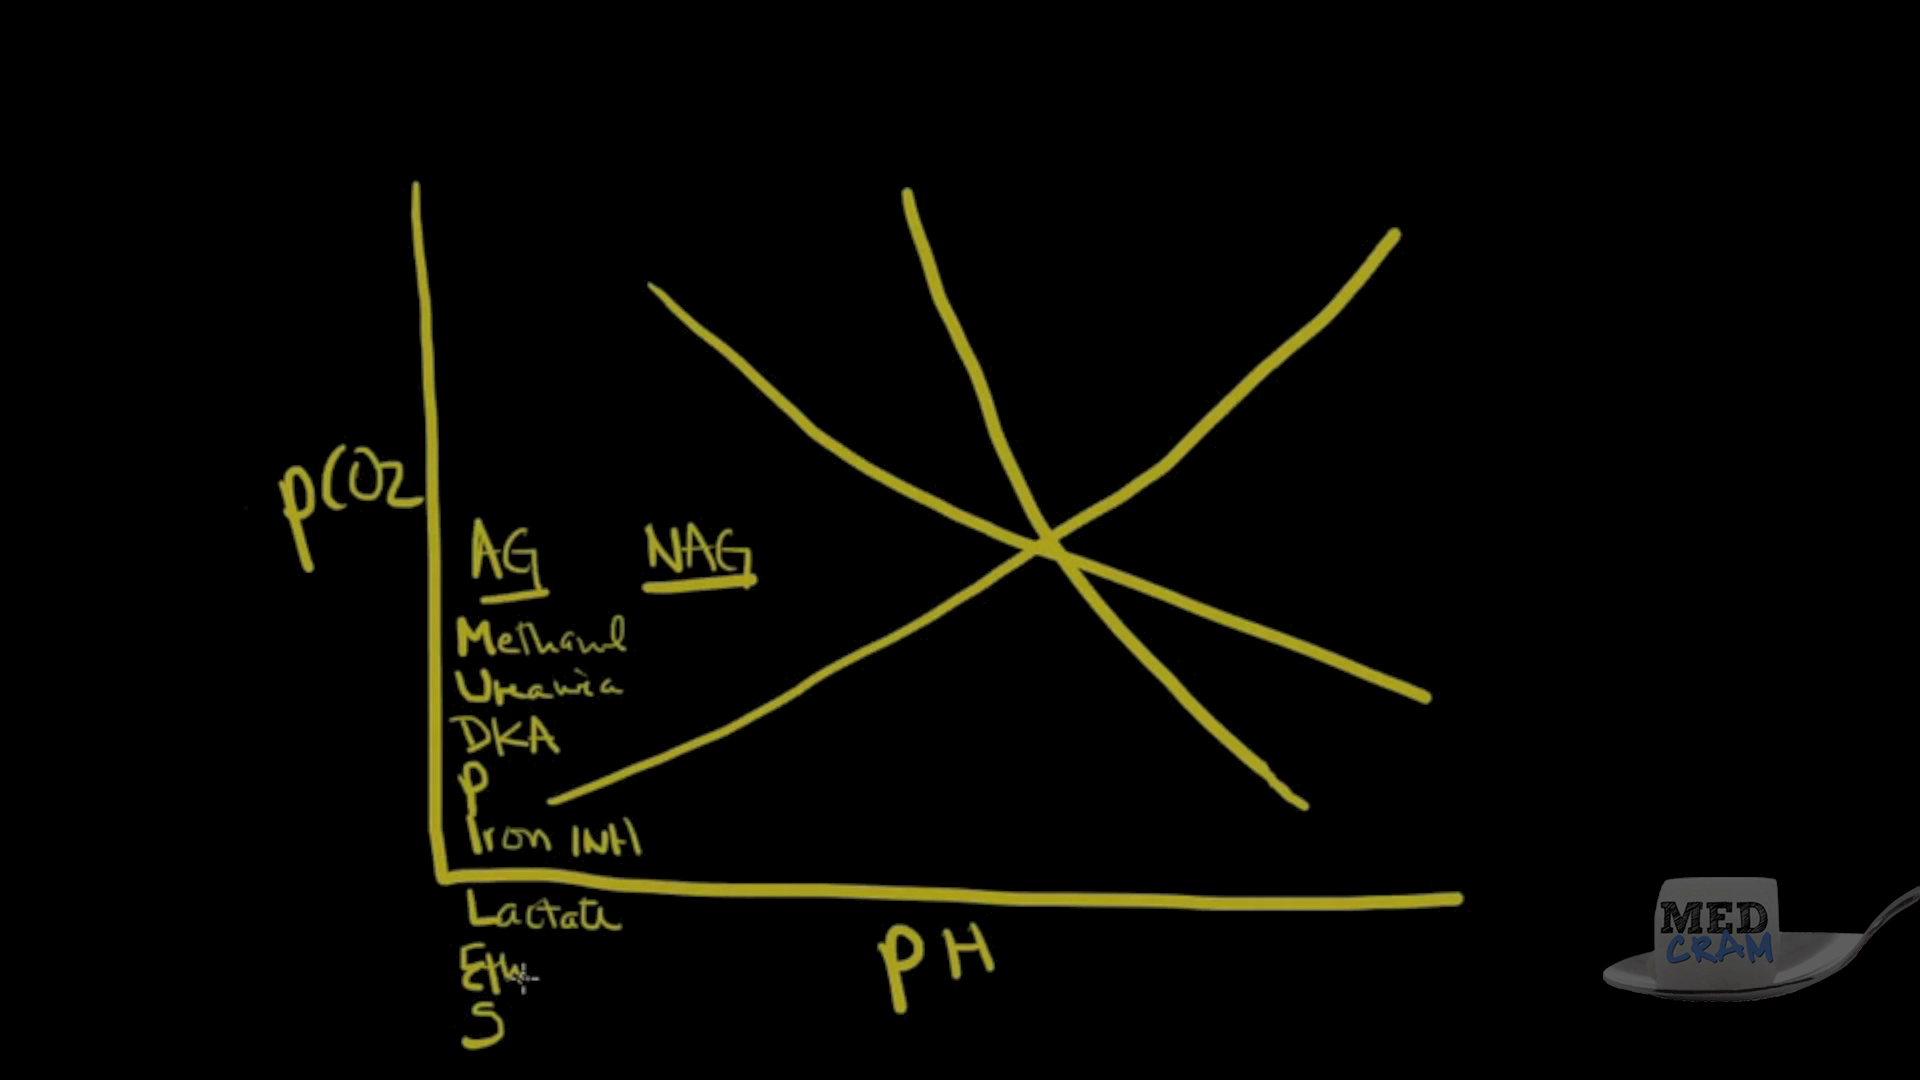 pCO2
AG NAG
Methanol
Uremia
DKA
P
Iron INH
Lactate
Eth
S
pH
MED
CRAM